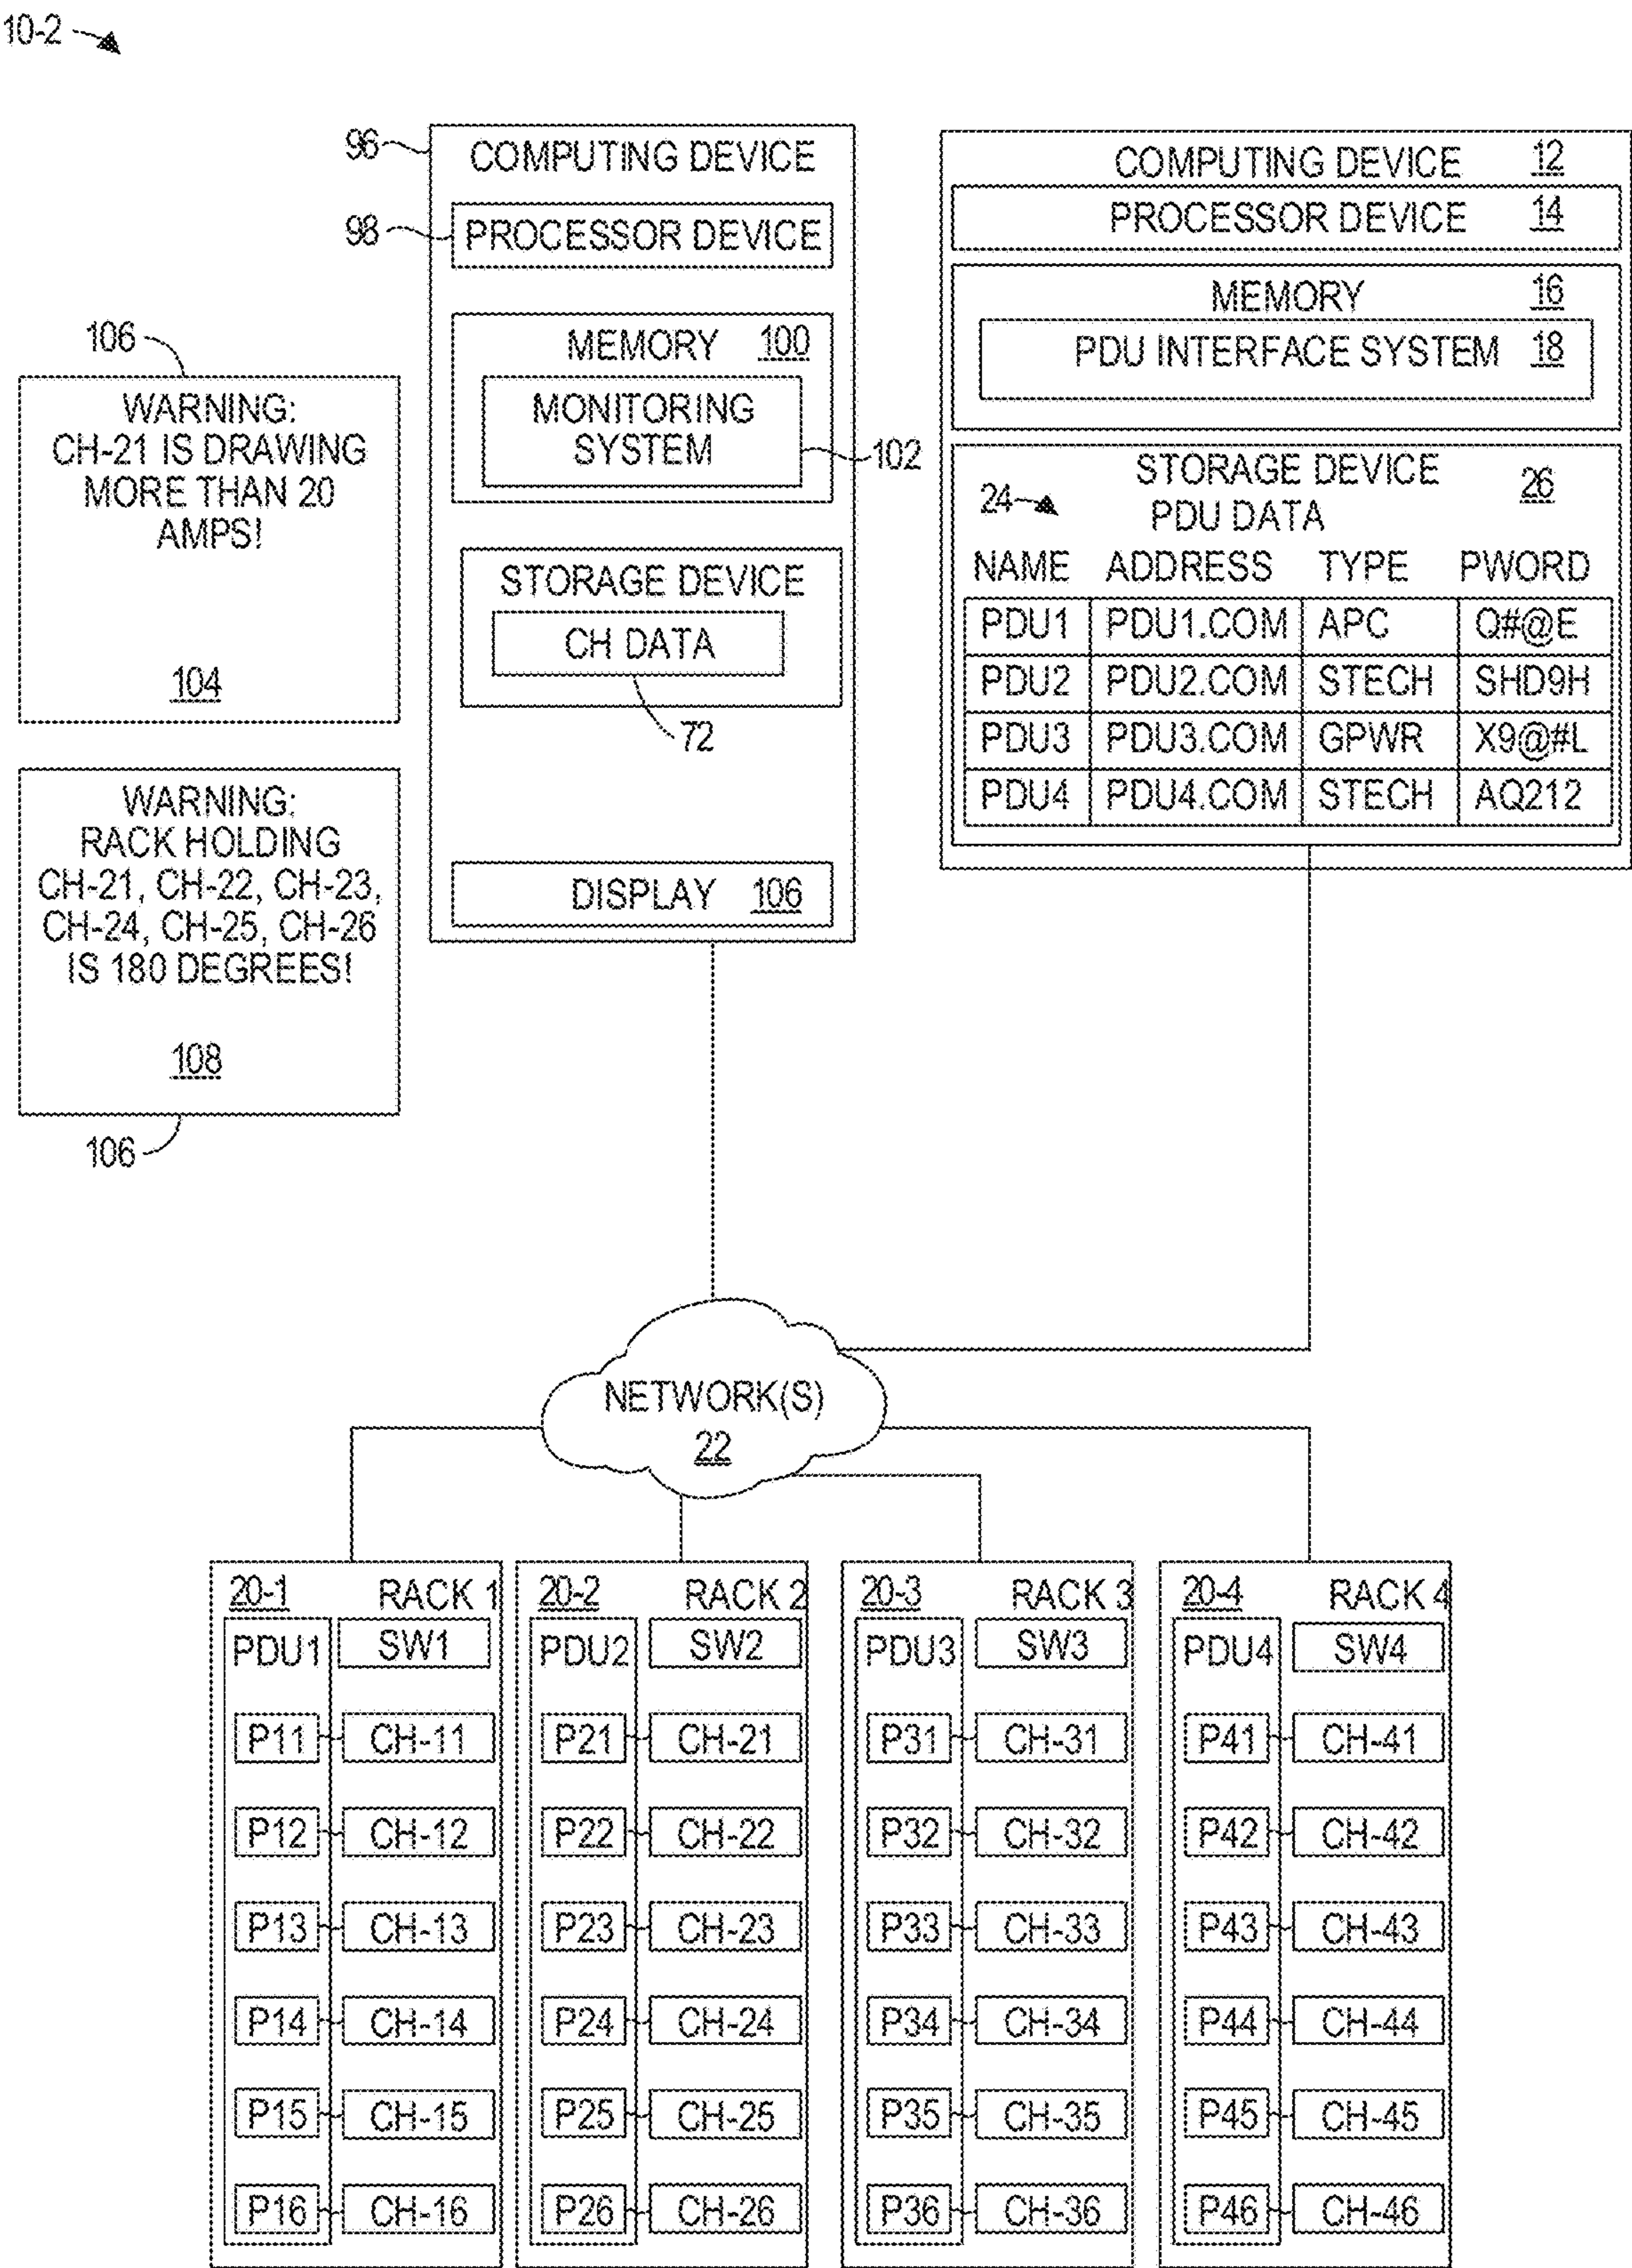 10-2
96
COMPUTING DEVICE
98
PROCESSOR DEVICE
MEMORY 100
MONITORING
SYSTEM
102
STORAGE DEVICE
CH DATA
72
DISPLAY 106
COMPUTING DEVICE 12
PROCESSOR DEVICE 14
MEMORY 16
PDU INTERFACE SYSTEM 18
STORAGE DEVICE 26
24 PDU DATA
NAME ADDRESS TYPE PWORD
PDU1 PDU1.COM APC Q#@E
PDU2 PDU2.COM STECH SHD9H
PDU3 PDU3.COM GPWR X9@#L
PDU4 PDU4.COM STECH AQ212
106
WARNING:
CH-21 IS DRAWING
MORE THAN 20
AMPS!
104
WARNING:
RACK HOLDING
CH-21, CH-22, CH-23,
CH-24, CH-25, CH-26
IS 180 DEGREES!
108
106
NETWORK(S)
22
20-1 RACK 1
PDU1 SW1
P11 CH-11
P12 CH-12
P13 CH-13
P14 CH-14
P15 CH-15
P16 CH-16
20-2 RACK 2
PDU2 SW2
P21 CH-21
P22 CH-22
P23 CH-23
P24 CH-24
P25 CH-25
P26 CH-26
20-3 RACK 3
PDU3 SW3
P31 CH-31
P32 CH-32
P33 CH-33
P34 CH-34
P35 CH-35
P36 CH-36
20-4 RACK 4
PDU4 SW4
P41 CH-41
P42 CH-42
P43 CH-43
P44 CH-44
P45 CH-45
P46 CH-46